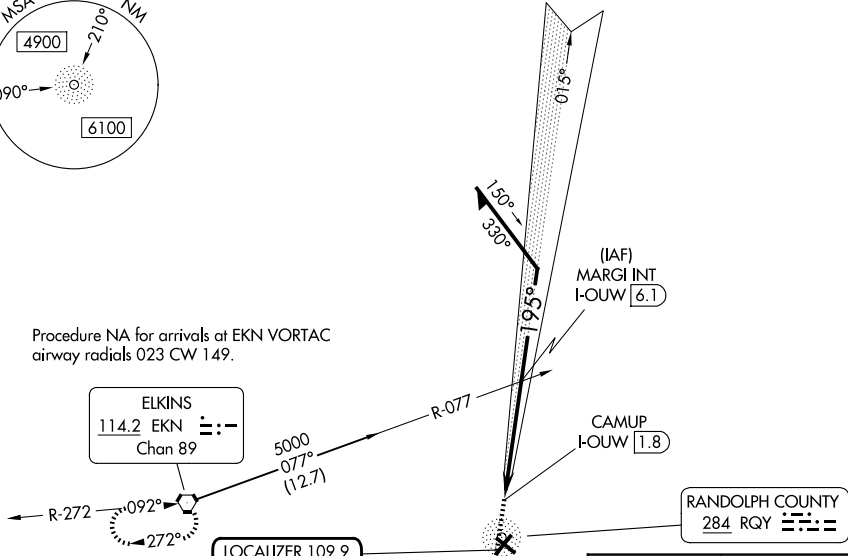 MSA
NM
4900
210°
090°
6100
015°
150°
330°
195°
(IAF)
MARGI INT
I-OUW 6.1
Procedure NA for arrivals at EKN VORTAC
airway radials 023 CW 149.
ELKINS
114.2 EKN
Chan 89
5000
077°
(12.7)
R-077
CAMUP
I-OUW 1.8
R-272
092°
272°
RANDOLPH COUNTY
284 RQY
LOCALIZER 109.9